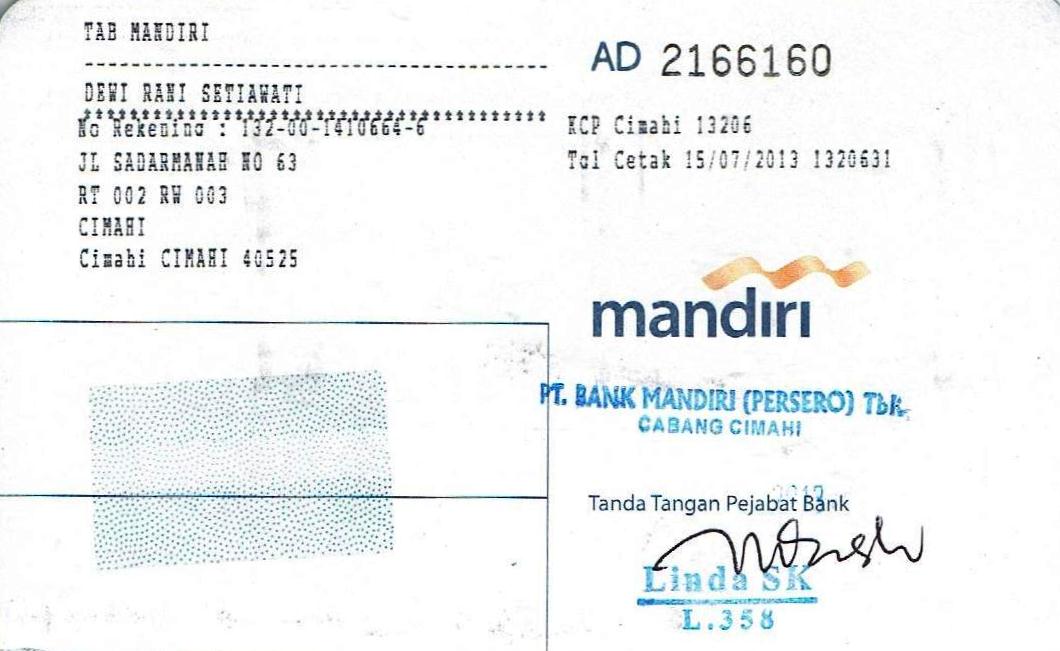 TAB MANDIRI
DEWI RANI SETIAWATI
No Rekening : 132-00-1410664-6
JL SADARMANAH NO 63
RT 002 RW 003
CIMAHI
Cimahi CIMAHI 40525
AD 2166160
KCP Cimahi 13206
Tgl Cetak 15/07/2013 1320631
mandiri
PT. BANK MANDIRI (PERSERO) Tbk.
CABANG CIMAHI
2013
Tanda Tangan Pejabat Bank
Linda SK
L.358